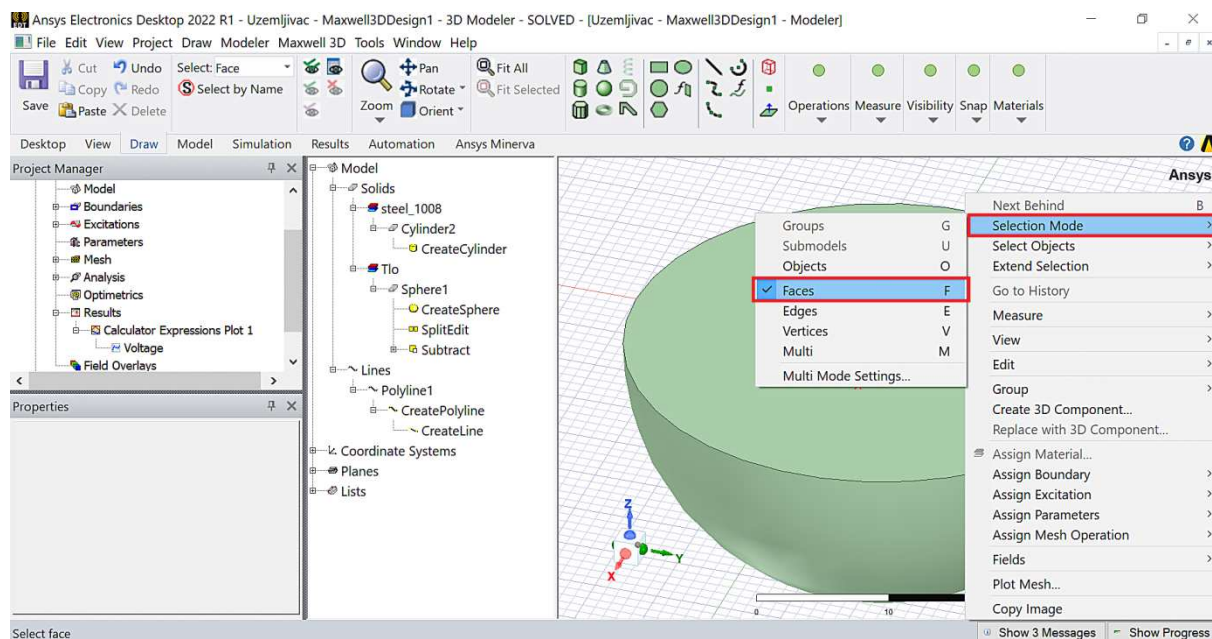 Ansys Electronics Desktop 2022 R1 - Uzemljivac - Maxwell3DDesign1 - 3D Modeler - SOLVED - [Uzemljivac - Maxwell3DDesign1 - Modeler]
File Edit View Project Draw Modeler Maxwell 3D Tools Window Help
Save
Cut Undo
Copy Redo
Paste Delete
Select: Face
Select by Name
Zoom
Pan
Rotate
Orient
Fit All
Fit Selected
Operations Measure Visibility Snap Materials
Desktop View Draw Model Simulation Results Automation Ansys Minerva
Project Manager
Model
Boundaries
Excitations
Parameters
Mesh
Analysis
Optimetrics
Results
Calculator Expressions Plot 1
Voltage
Field Overlays
Properties
Model
Solids
steel_1008
Cylinder2
CreateCylinder
Tlo
Sphere1
CreateSphere
SplitEdit
Subtract
Lines
Polyline1
CreatePolyline
CreateLine
Coordinate Systems
Planes
Lists
Ansys
Groups G
Submodels U
Objects O
Faces F
Edges E
Vertices V
Multi M
Multi Mode Settings...
Next Behind B
Selection Mode
Select Objects
Extend Selection
Go to History
Measure
View
Edit
Group
Create 3D Component...
Replace with 3D Component...
Assign Material...
Assign Boundary
Assign Excitation
Assign Parameters
Assign Mesh Operation
Fields
Plot Mesh...
Copy Image
Z
Y
X
0 10
Select face
Show 3 Messages Show Progress